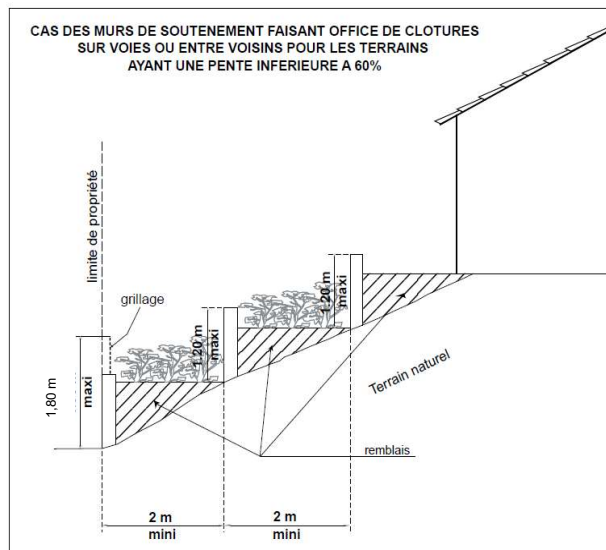 CAS DES MURS DE SOUTENEMENT FAISANT OFFICE DE CLOTURES
SUR VOIES OU ENTRE VOISINS POUR LES TERRAINS
AYANT UNE PENTE INFERIEURE A 60%
limite de propriété
grillage
1,80 m
maxi
1.20 m
maxi
1.20 m
maxi
Terrain naturel
remblais
2 m
mini
2 m
mini